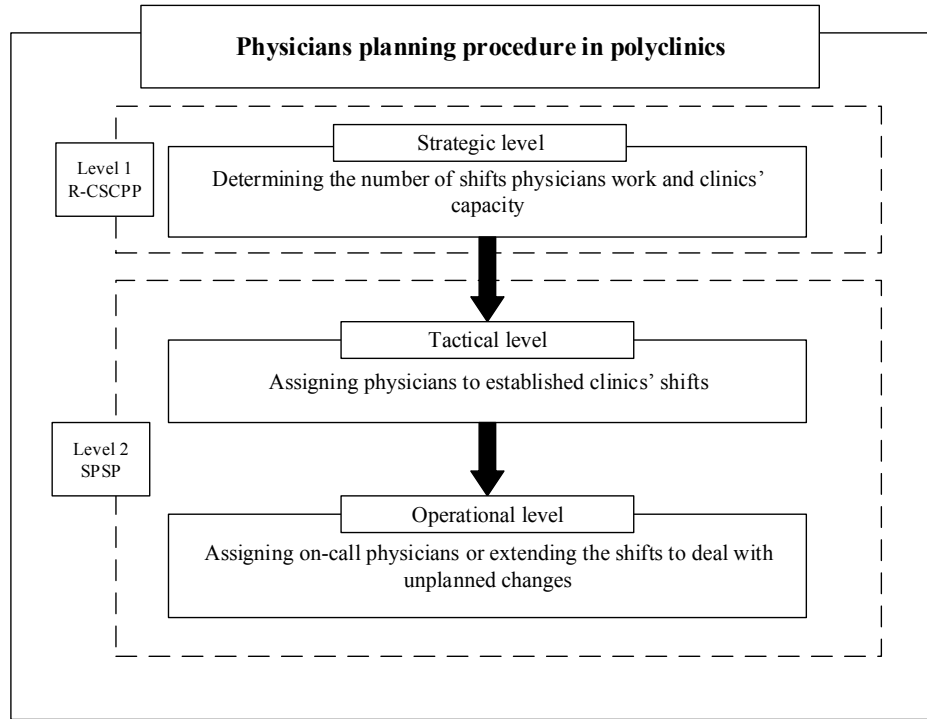 Physicians planning procedure in polyclinics
Strategic level
Level 1
R-CSCPP
Determining the number of shifts physicians work and clinics’
capacity
Tactical level
Assigning physicians to established clinics’ shifts
Level 2
SPSP
Operational level
Assigning on-call physicians or extending the shifts to deal with
unplanned changes